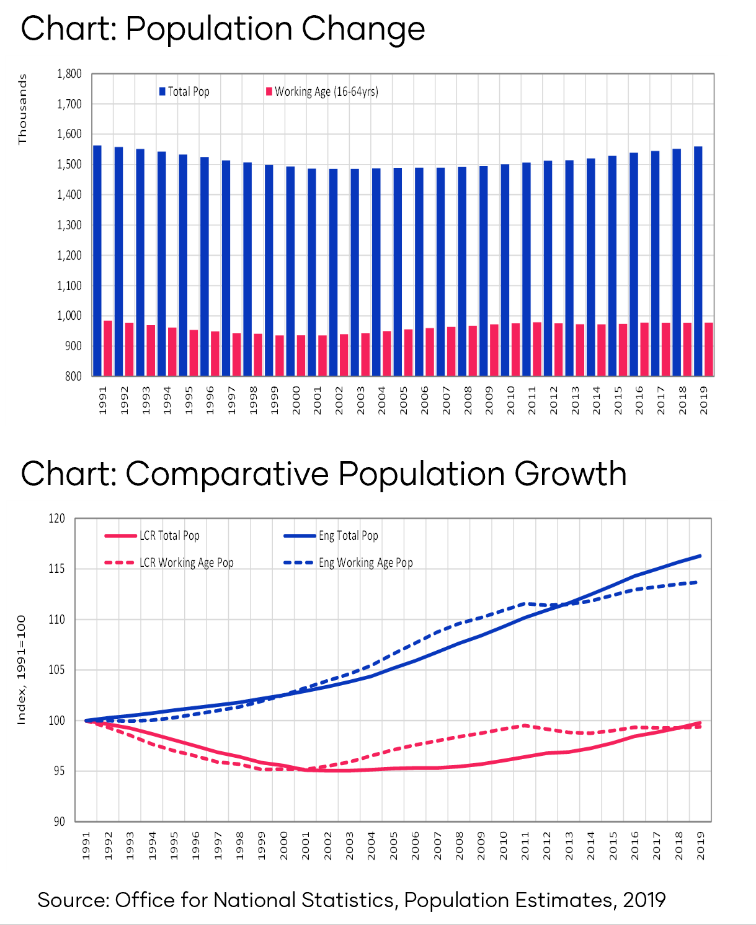 Chart: Population Change
Thousands
1,800
1,700
1,600
1,500
1,400
1,300
1,200
1,100
1,000
900
800
Total Pop
Working Age (16-64yrs)
1991 1992 1993 1994 1995 1996 1997 1998 1999 2000 2001 2002 2003 2004 2005 2006 2007 2008 2009 2010 2011 2012 2013 2014 2015 2016 2017 2018 2019
Chart: Comparative Population Growth
Index, 1991=100
120
115
110
105
100
95
90
LCR Total Pop
Eng Total Pop
LCR Working Age Pop
Eng Working Age Pop
1991 1992 1993 1994 1995 1996 1997 1998 1999 2000 2001 2002 2003 2004 2005 2006 2007 2008 2009 2010 2011 2012 2013 2014 2015 2016 2017 2018 2019
Source: Office for National Statistics, Population Estimates, 2019